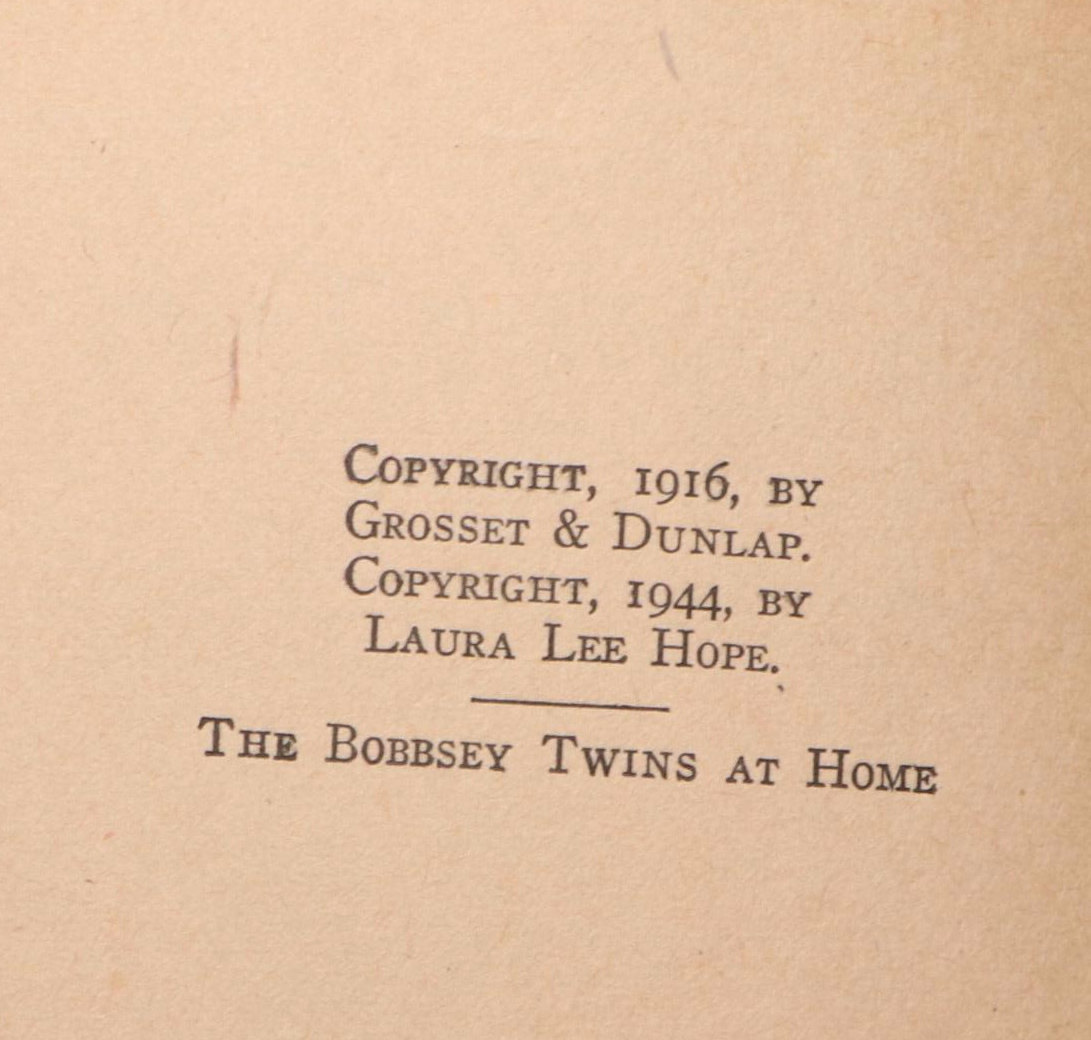 Copyright, 1916, by
Grosset & Dunlap.
Copyright, 1944, by
Laura Lee Hope.
The Bobbsey Twins at Home